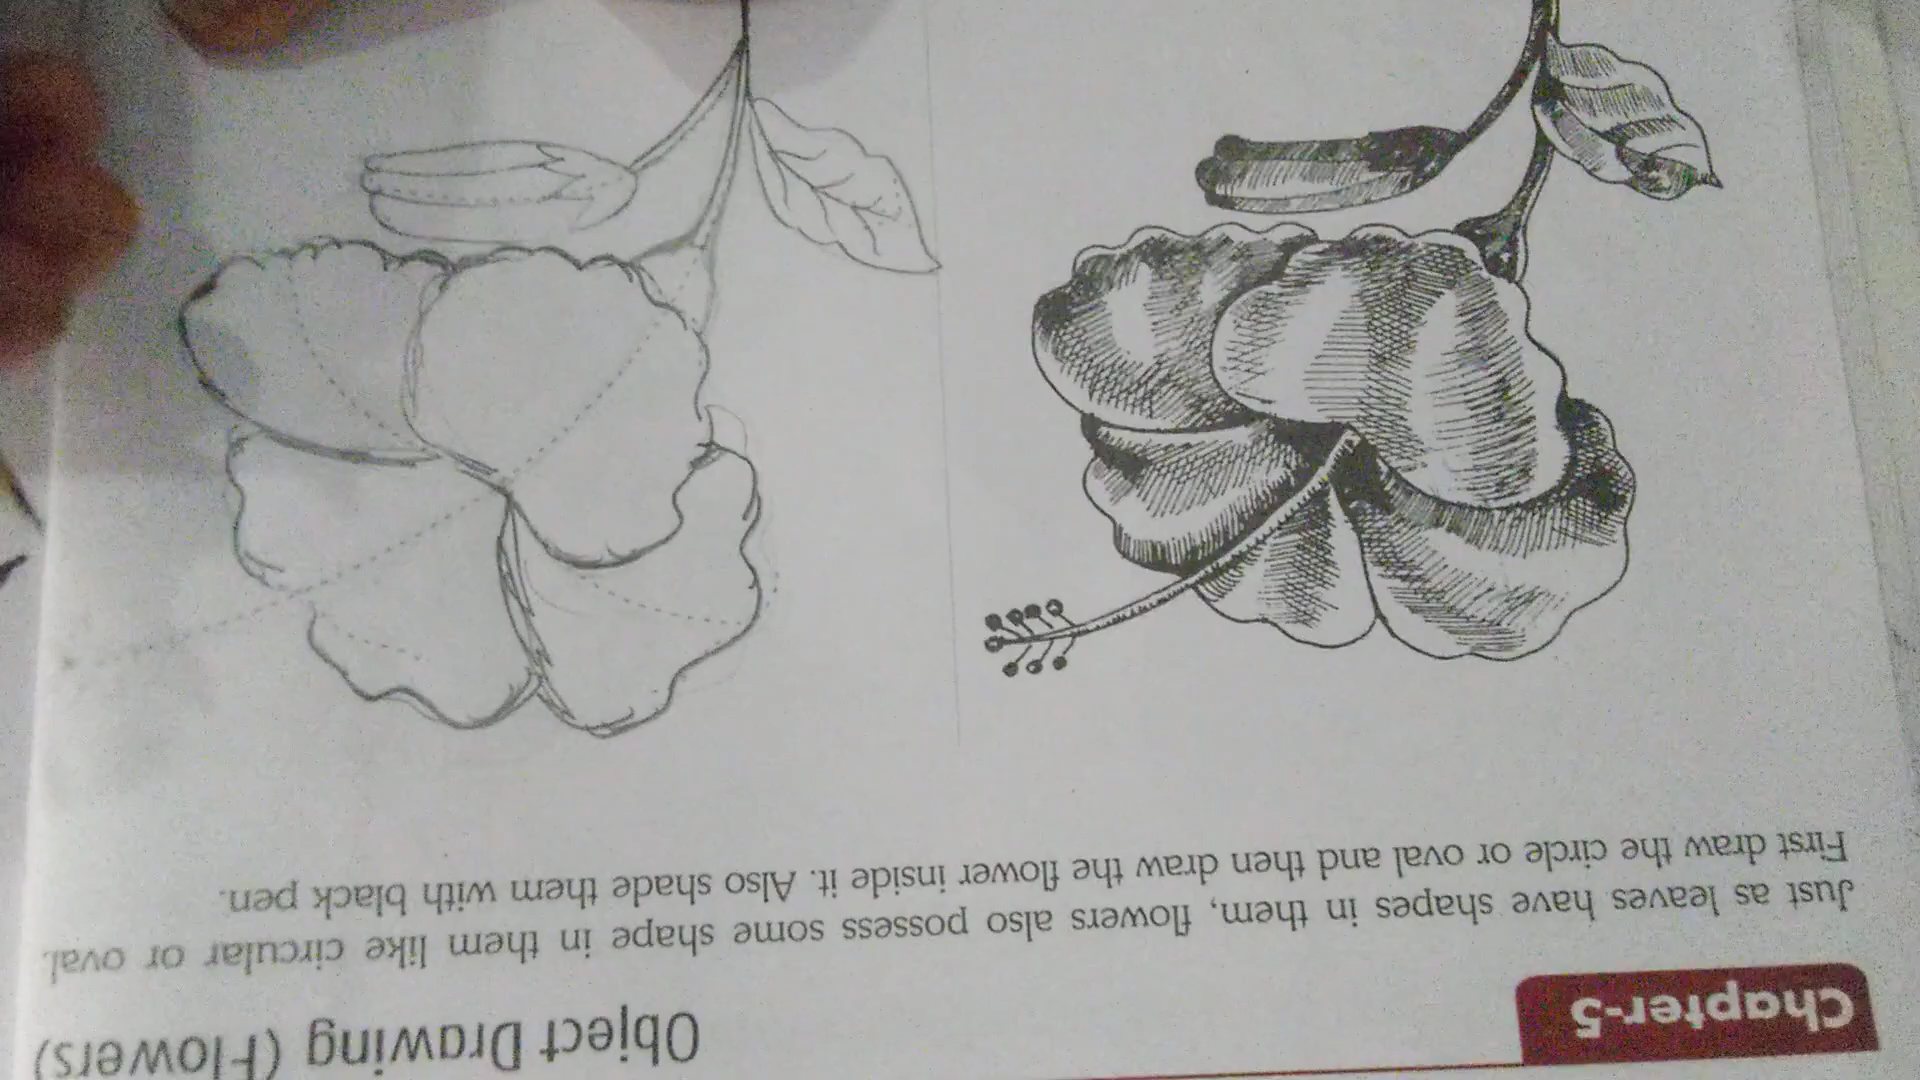 Chapter-5
Object Drawing (Flowers)
Just as leaves have shapes in them, flowers also possess some shape in them like circular or oval.
First draw the circle or oval and then draw the flower inside it. Also shade them with black pen.